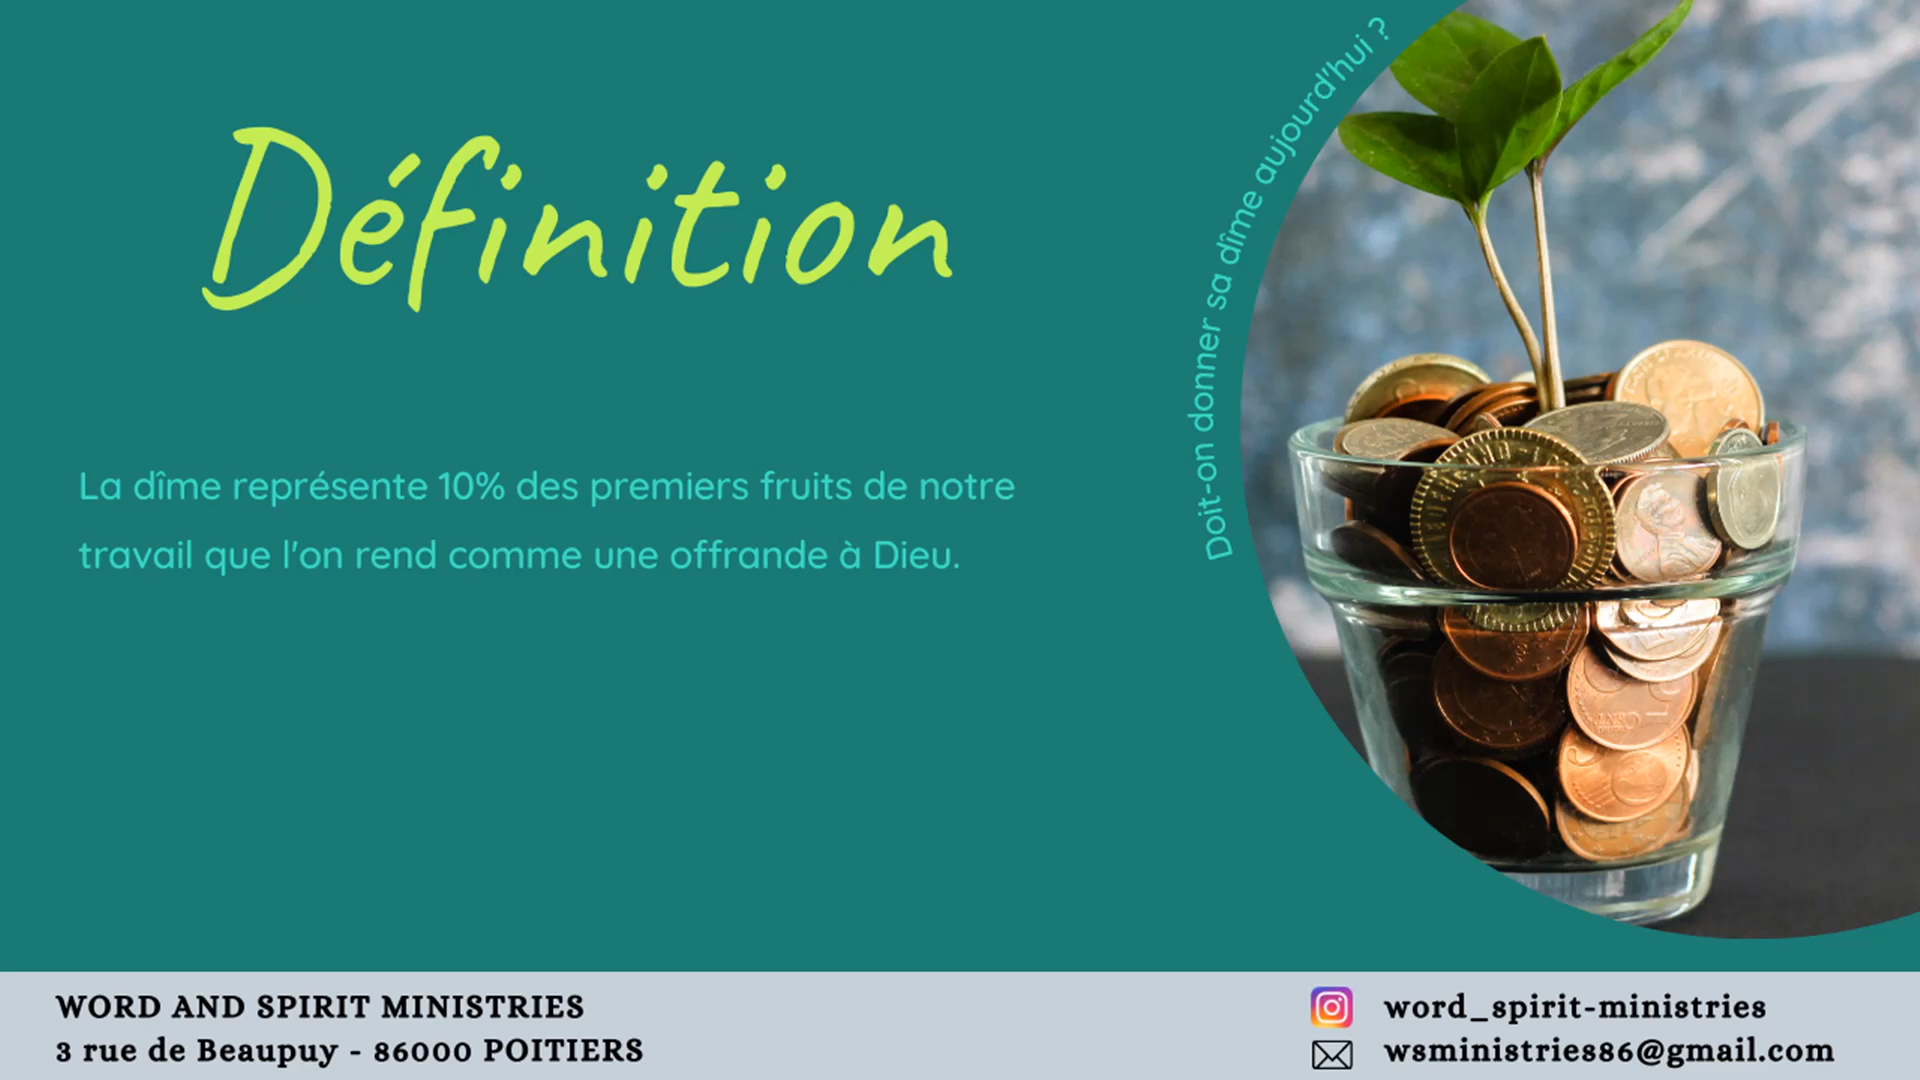 Définition
La dîme représente 10% des premiers fruits de notre
travail que l'on rend comme une offrande à Dieu.
Doit-on donner sa dîme aujourd'hui ?
WORD AND SPIRIT MINISTRIES
3 rue de Beaupuy - 86000 POITIERS
word_spirit-ministries
wsministries86@gmail.com